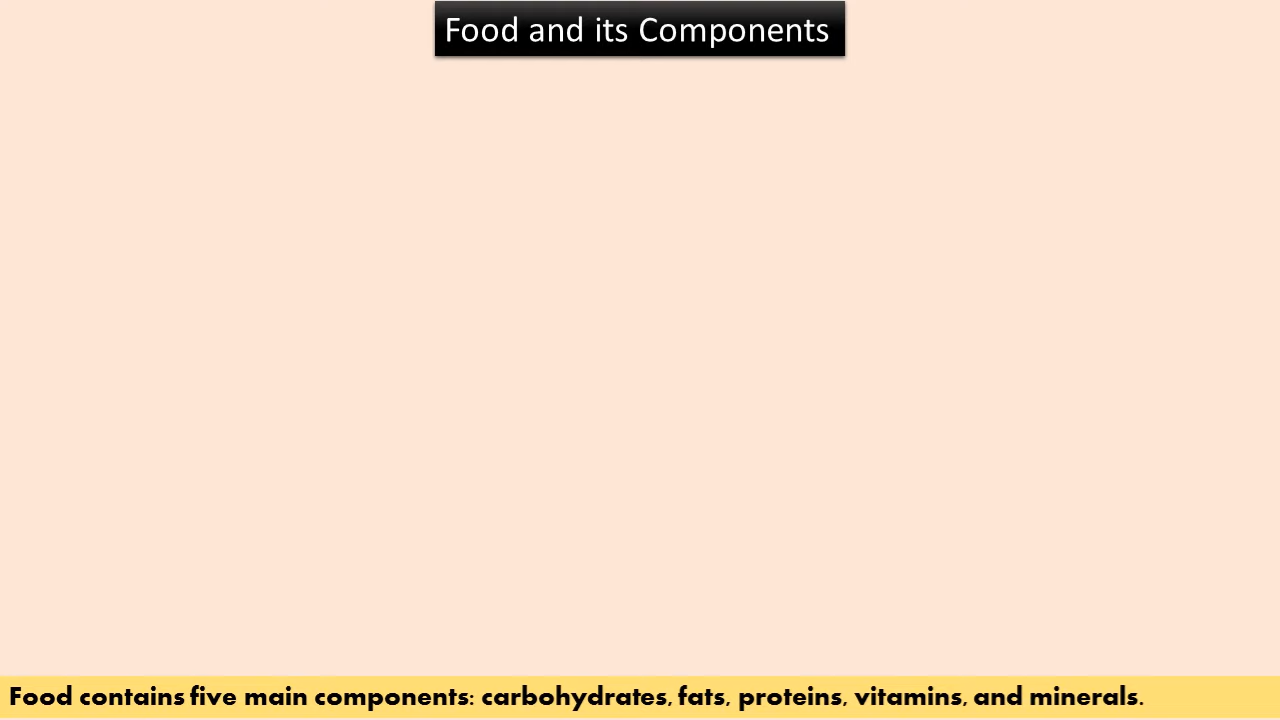 Food and its Components
Food contains five main components: carbohydrates, fats, proteins, vitamins, and minerals.